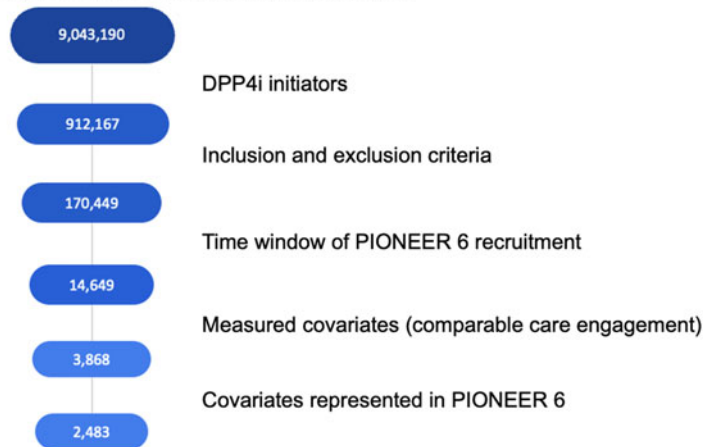 9,043,190
DPP4i initiators
912,167
Inclusion and exclusion criteria
170,449
Time window of PIONEER 6 recruitment
14,649
Measured covariates (comparable care engagement)
3,868
Covariates represented in PIONEER 6
2,483